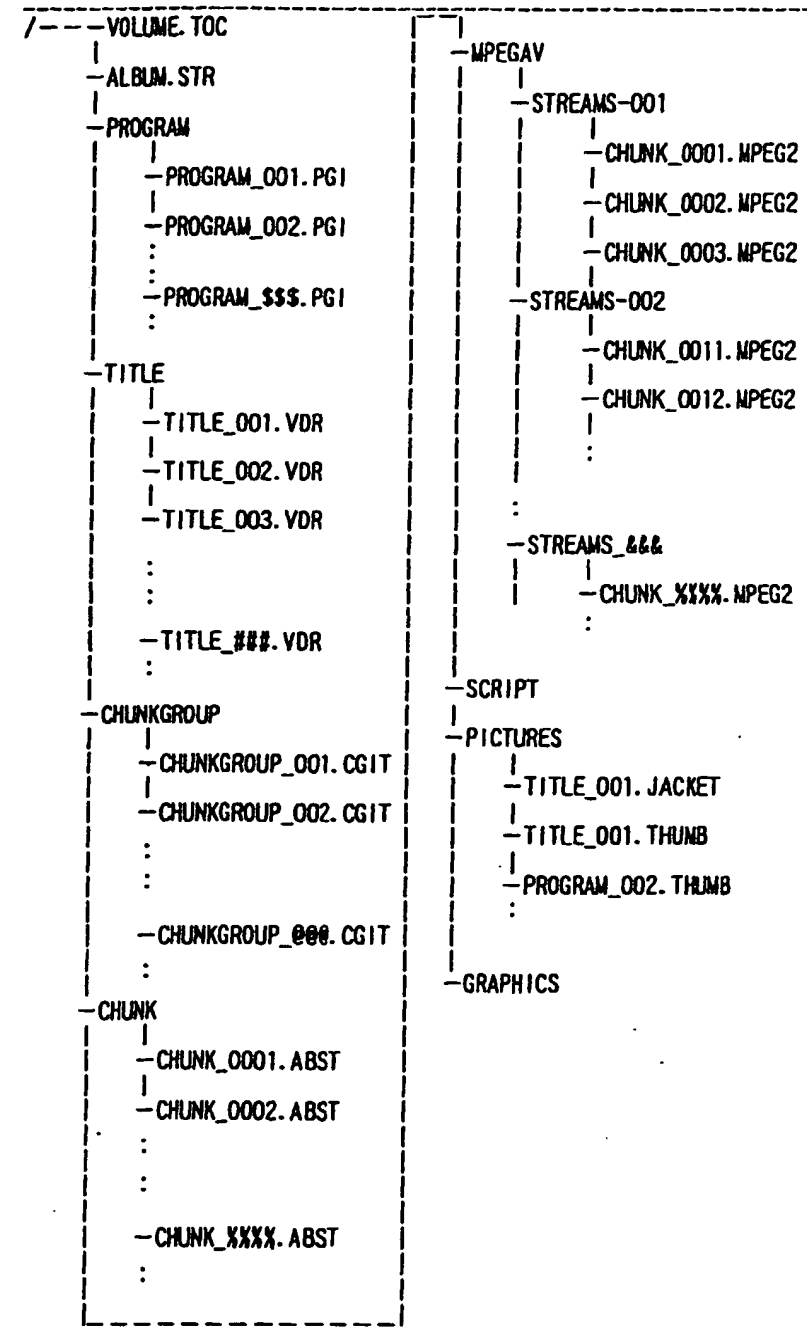 /---VOLUME.TOC
-ALBUM.STR
-PROGRAM
-PROGRAM_001.PGI
-PROGRAM_002.PGI
:
:
-PROGRAM_$$$.PGI
:
-TITLE
-TITLE_001.VDR
-TITLE_002.VDR
-TITLE_003.VDR
:
:
-TITLE_###.VDR
:
-CHUNKGROUP
-CHUNKGROUP_001.CGIT
-CHUNKGROUP_002.CGIT
:
:
-CHUNKGROUP_@@@.CGIT
:
-CHUNK
-CHUNK_0001.ABST
-CHUNK_0002.ABST
:
:
-CHUNK_%%%%.ABST
:
-MPEGAV
-STREAMS-001
-CHUNK_0001.MPEG2
-CHUNK_0002.MPEG2
-CHUNK_0003.MPEG2
-STREAMS-002
-CHUNK_0011.MPEG2
-CHUNK_0012.MPEG2
:
:
-STREAMS_&&&
-CHUNK_%%%%.MPEG2
:
-SCRIPT
-PICTURES
-TITLE_001.JACKET
-TITLE_001.THUMB
-PROGRAM_002.THUMB
:
-GRAPHICS